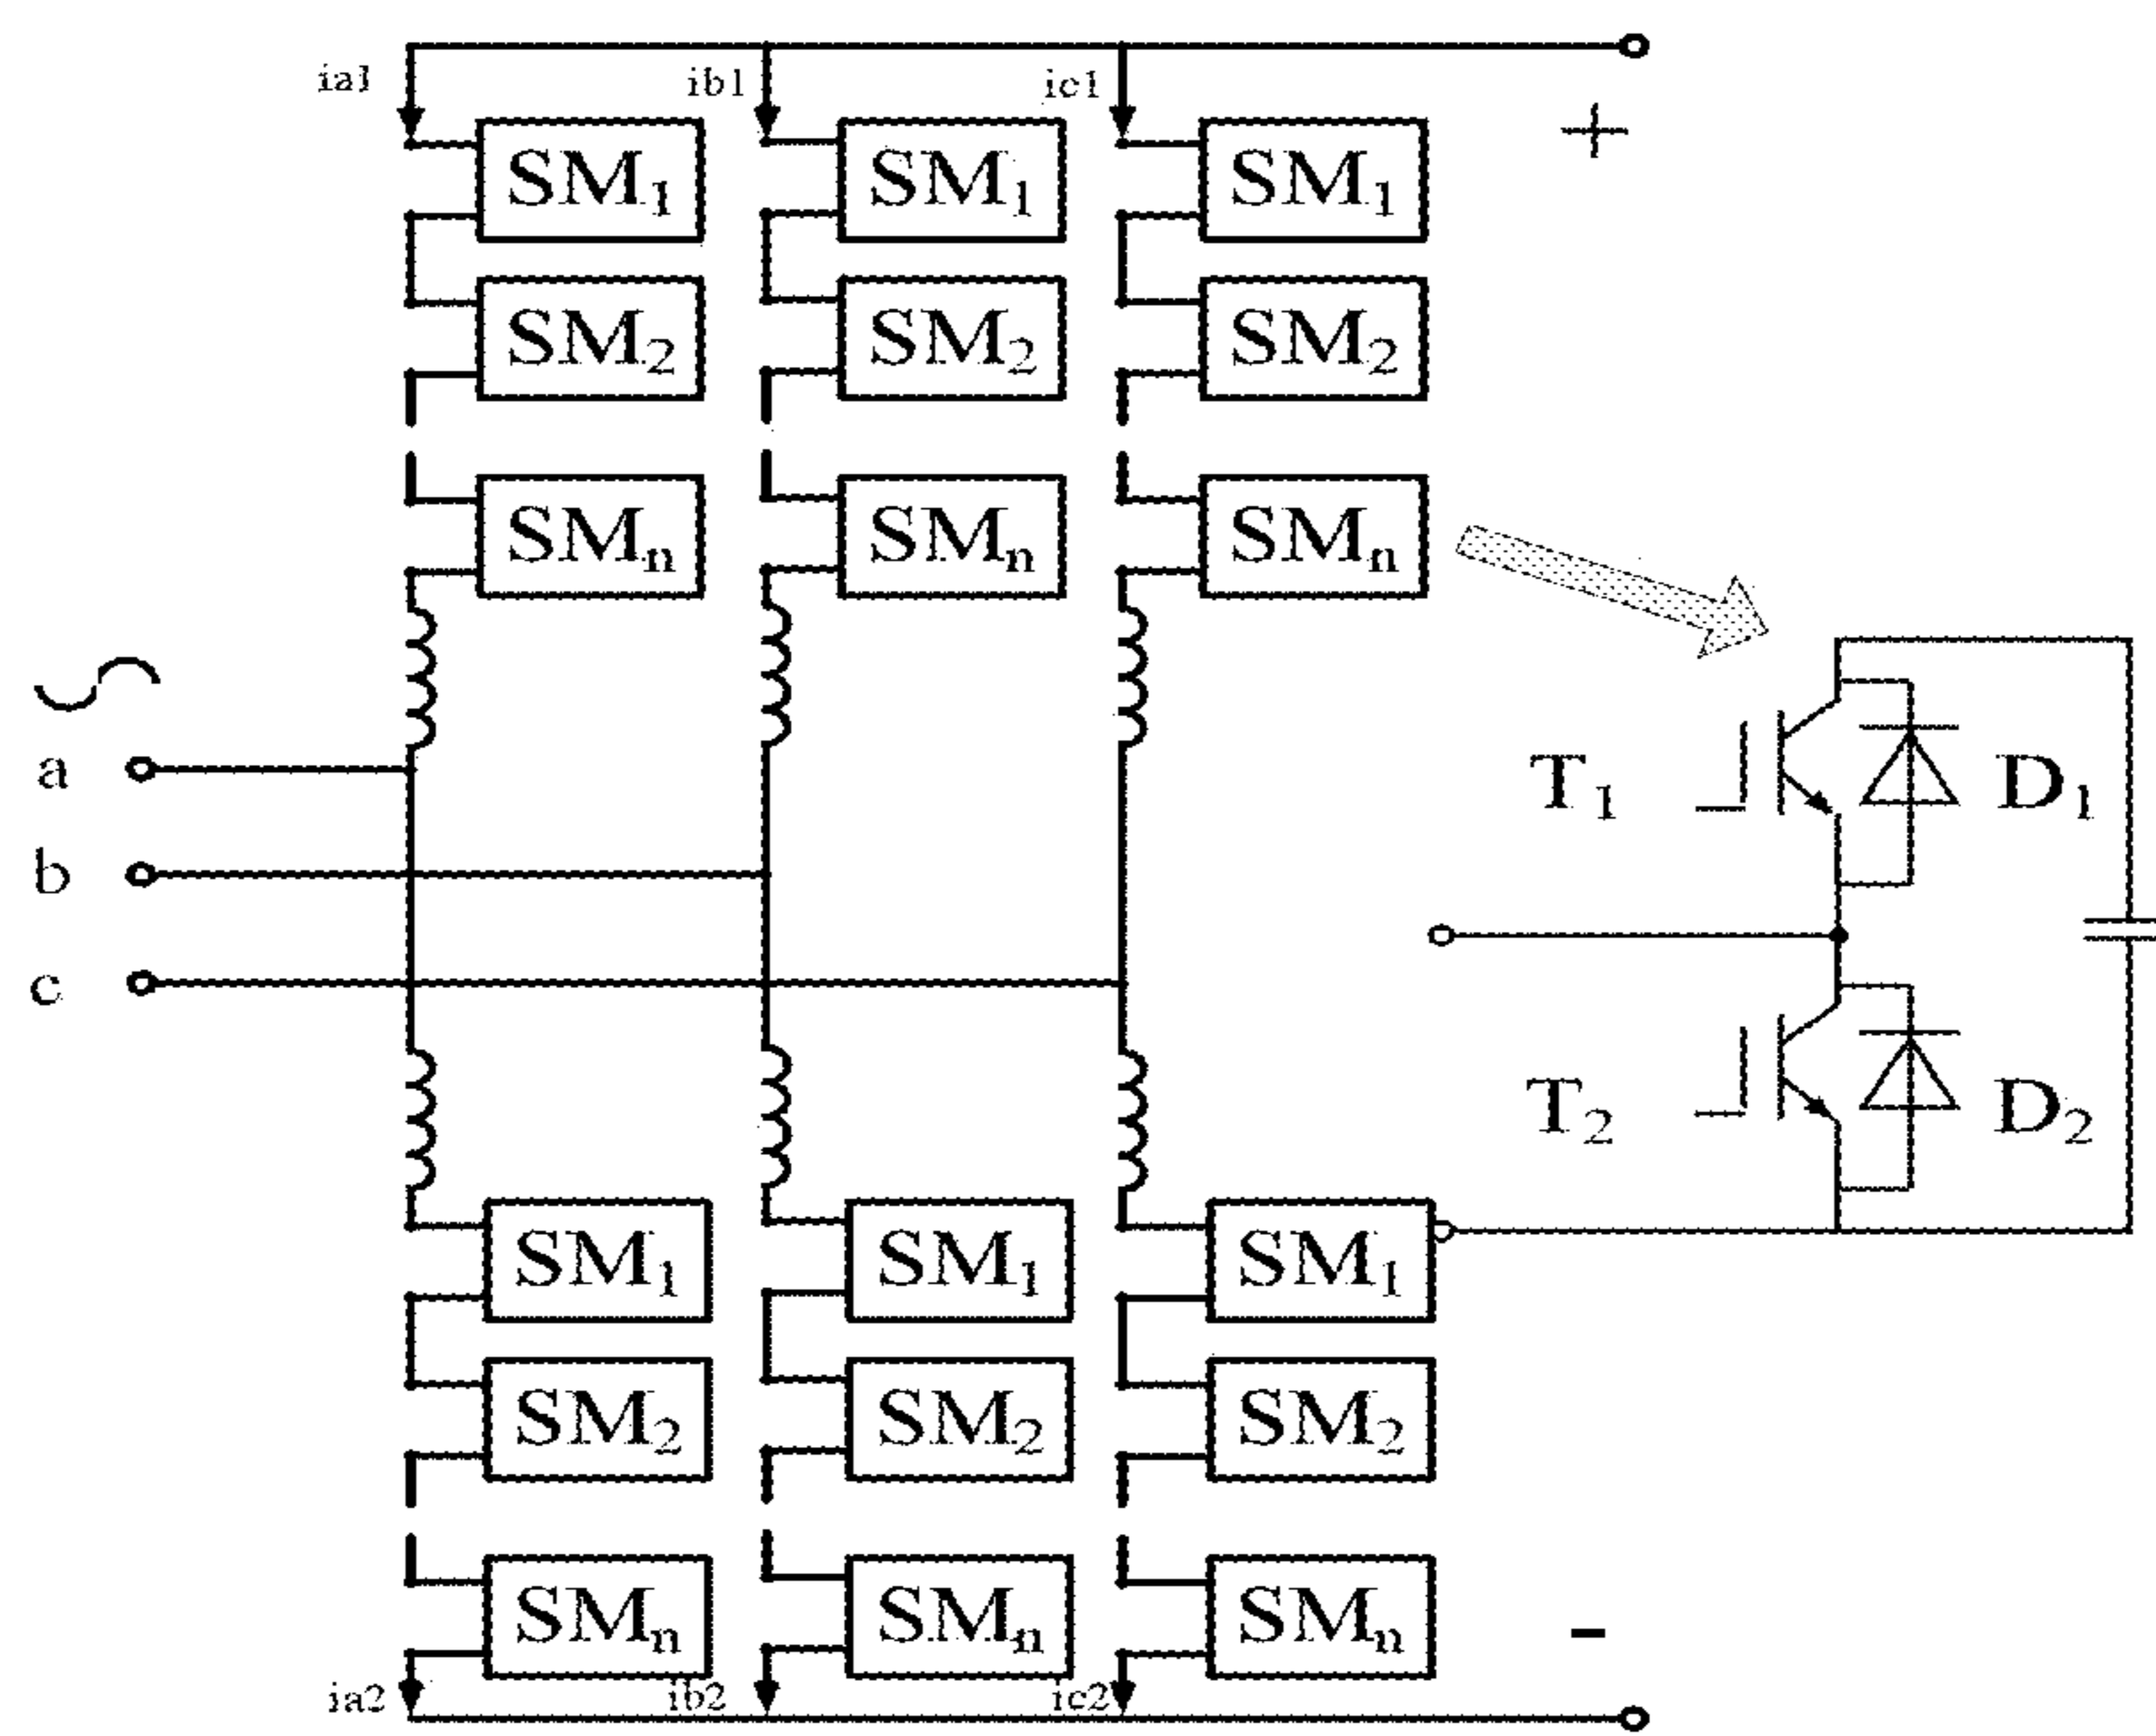 ia1 ib1 ic1
+
SM₁ SM₁ SM₁
SM₂ SM₂ SM₂
SMₙ SMₙ SMₙ
a
T₁ D₁
b
c
T₂ D₂
SM₁ SM₁ SM₁
SM₂ SM₂ SM₂
SMₙ SMₙ SMₙ
-
ia2 ib2 ic2